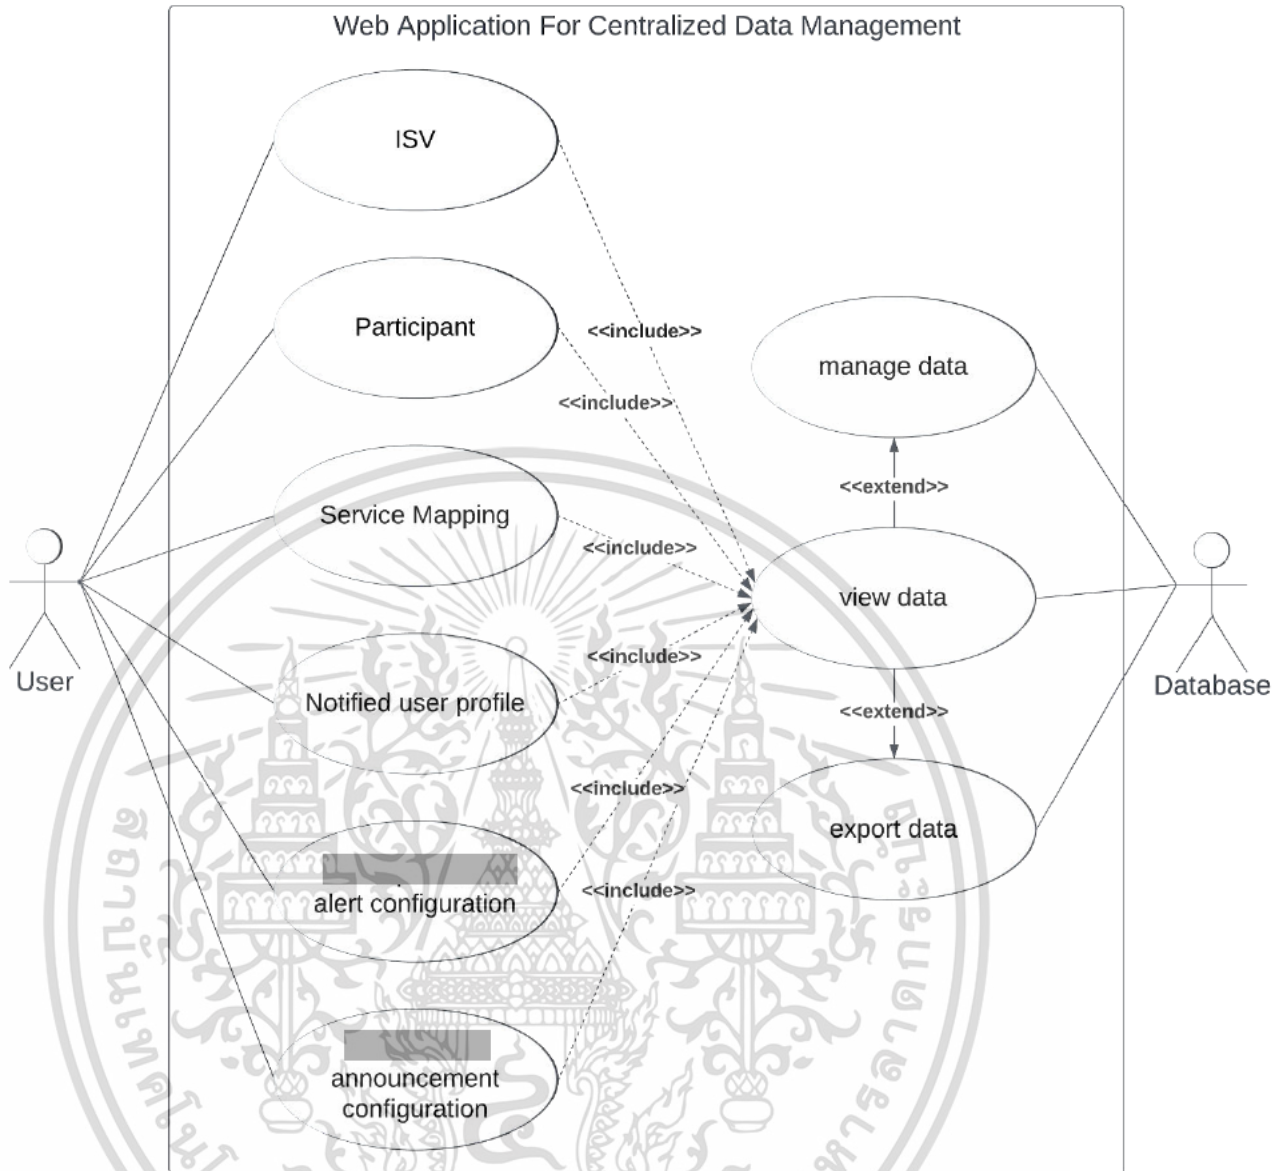 Web Application For Centralized Data Management
ISV
Participant
<<include>>
manage data
<<include>>
<<extend>>
Service Mapping
<<include>>
view data
User
Database
<<include>>
Notified user profile
<<extend>>
<<include>>
export data
alert configuration
<<include>>
announcement
configuration